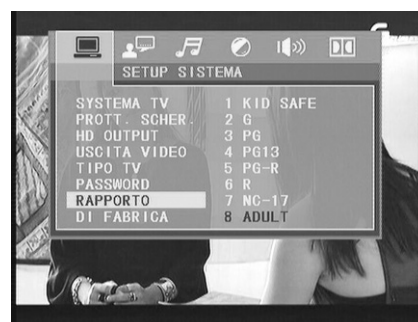 SETUP SISTEMA
SYSTEMA TV
PROTT. SCHER.
HD OUTPUT
USCITA VIDEO
TIPO TV
PASSWORD
RAPPORTO
DI FABRICA
1 KID SAFE
2 G
3 PG
4 PG13
5 PG-R
6 R
7 NC-17
8 ADULT